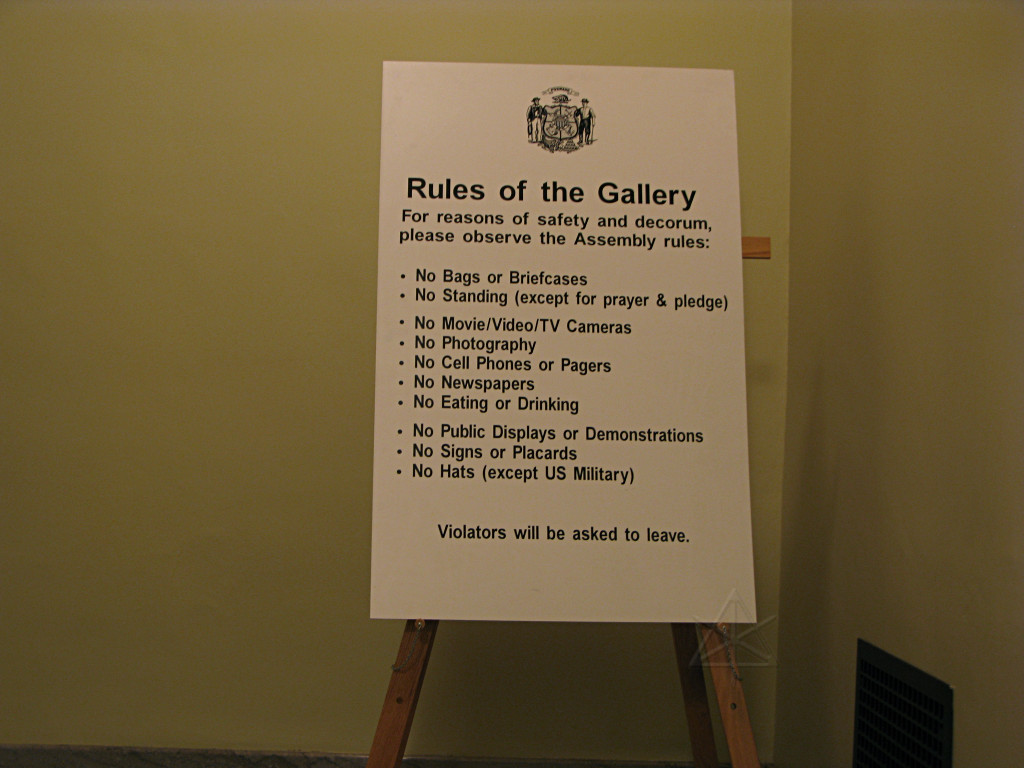 Rules of the Gallery
For reasons of safety and decorum,
please observe the Assembly rules:
• No Bags or Briefcases
• No Standing (except for prayer & pledge)
• No Movie/Video/TV Cameras
• No Photography
• No Cell Phones or Pagers
• No Newspapers
• No Eating or Drinking
• No Public Displays or Demonstrations
• No Signs or Placards
• No Hats (except US Military)
Violators will be asked to leave.